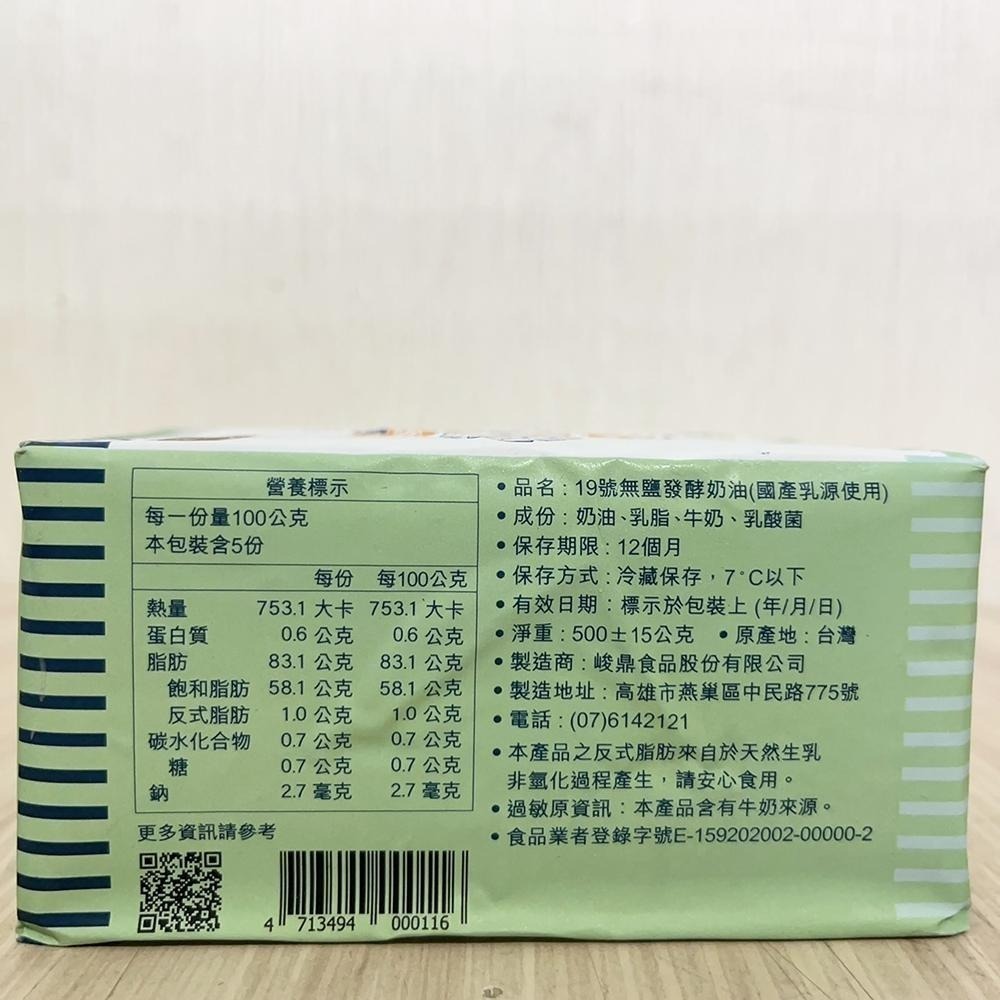 營養標示
每一份量100公克
本包裝含5份
每份 每100公克
熱量 753.1 大卡 753.1 大卡
蛋白質 0.6 公克 0.6 公克
脂肪 83.1 公克 83.1 公克
飽和脂肪 58.1 公克 58.1 公克
反式脂肪 1.0 公克 1.0 公克
碳水化合物 0.7 公克 0.7 公克
糖 0.7 公克 0.7 公克
鈉 2.7 毫克 2.7 毫克
更多資訊請參考
4 713494 000116
• 品名:19號無鹽發酵奶油(國產乳源使用)
• 成份:奶油、乳脂、牛奶、乳酸菌
• 保存期限:12個月
• 保存方式:冷藏保存,7°C以下
• 有效日期:標示於包裝上 (年/月/日)
• 淨重:500±15公克 • 原產地:台灣
• 製造商:峻鼎食品股份有限公司
• 製造地址:高雄市燕巢區中民路775號
• 電話:(07)6142121
• 本產品之反式脂肪來自於天然生乳
非氫化過程產生,請安心食用。
• 過敏原資訊:本產品含有牛奶來源。
• 食品業者登錄字號E-159202002-00000-2